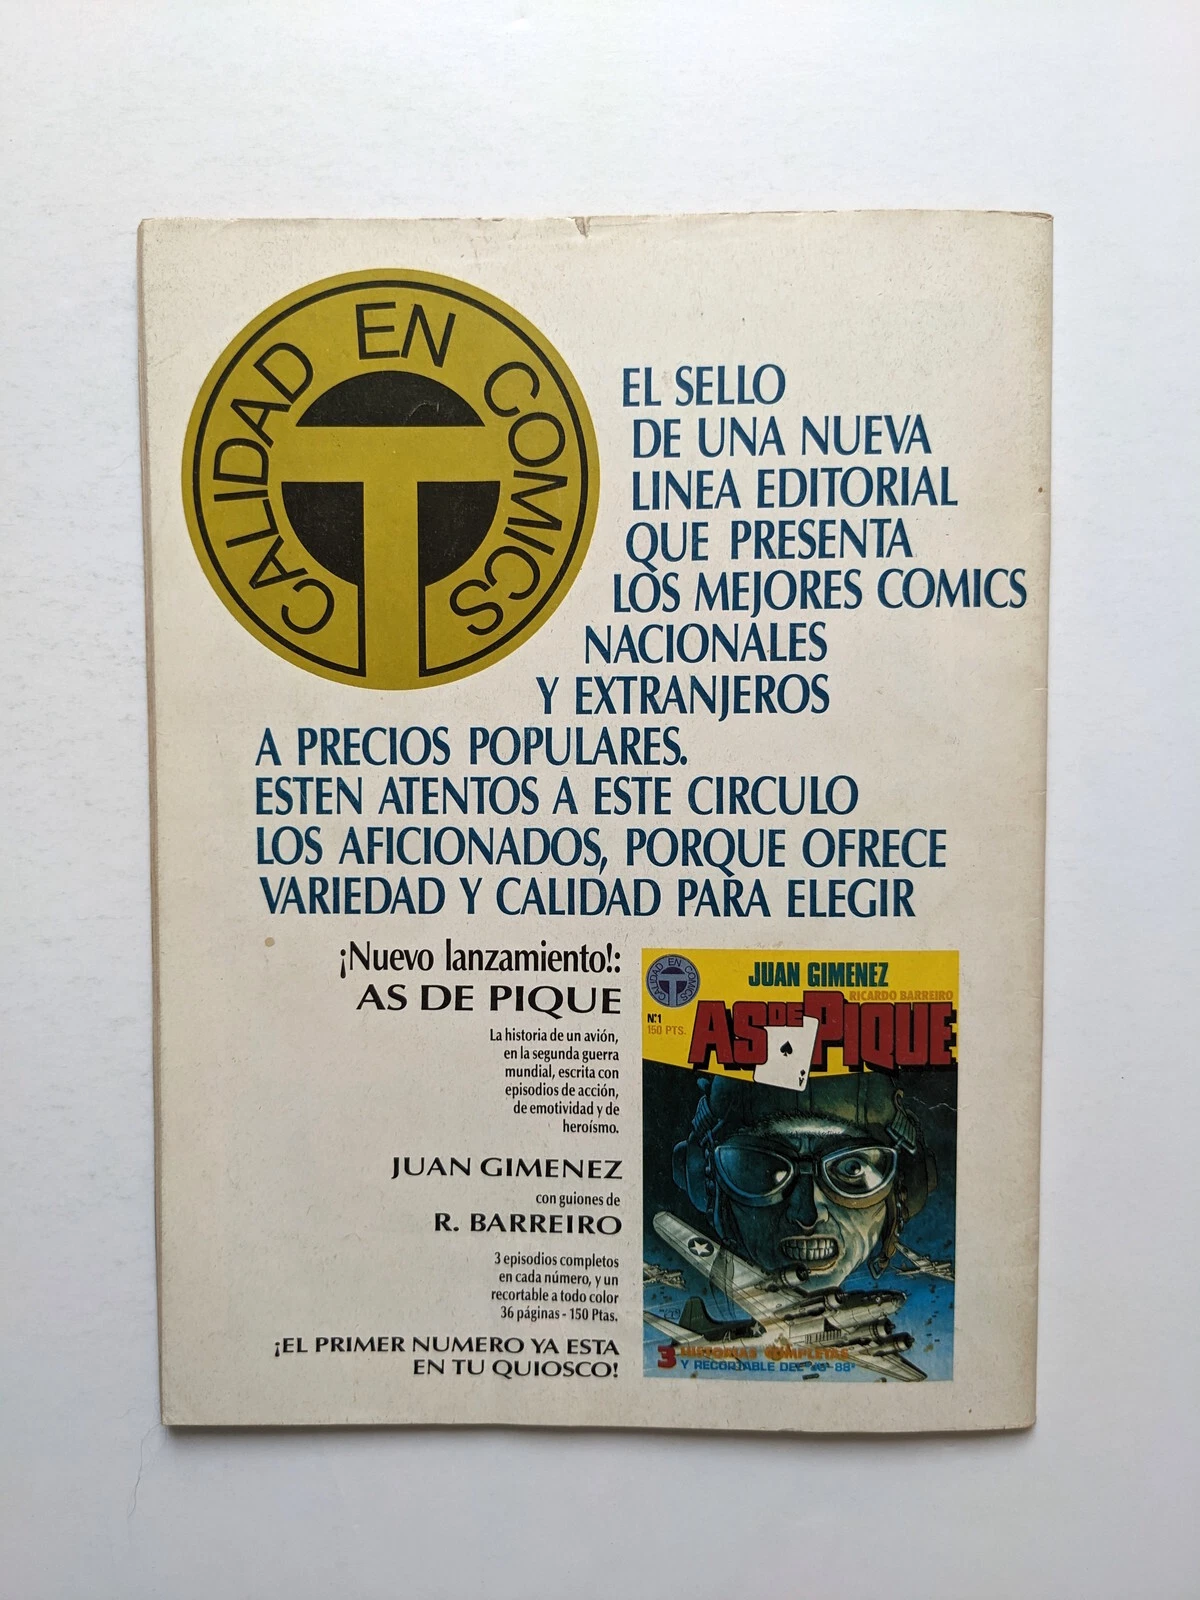 CALIDAD EN COMICS
T
EL SELLO
DE UNA NUEVA
LINEA EDITORIAL
QUE PRESENTA
LOS MEJORES COMICS
NACIONALES
Y EXTRANJEROS
A PRECIOS POPULARES.
ESTEN ATENTOS A ESTE CIRCULO
LOS AFICIONADOS, PORQUE OFRECE
VARIEDAD Y CALIDAD PARA ELEGIR
¡Nuevo lanzamiento!:
AS DE PIQUE
La historia de un avión,
en la segunda guerra
mundial, escrita con
episodios de acción,
de emotividad y de
heroísmo.
JUAN GIMENEZ
con guiones de
R. BARREIRO
3 episodios completos
en cada número, y un
recortable a todo color
36 páginas - 150 Ptas.
¡EL PRIMER NUMERO YA ESTA
EN TU QUIOSCO!
CALIDAD EN COMICS
T
JUAN GIMENEZ
RICARDO BARREIRO
Nº1
150 PTS.
AS DE PIQUE
A
3 HISTORIAS COMPLETAS
Y RECORTABLE DEL